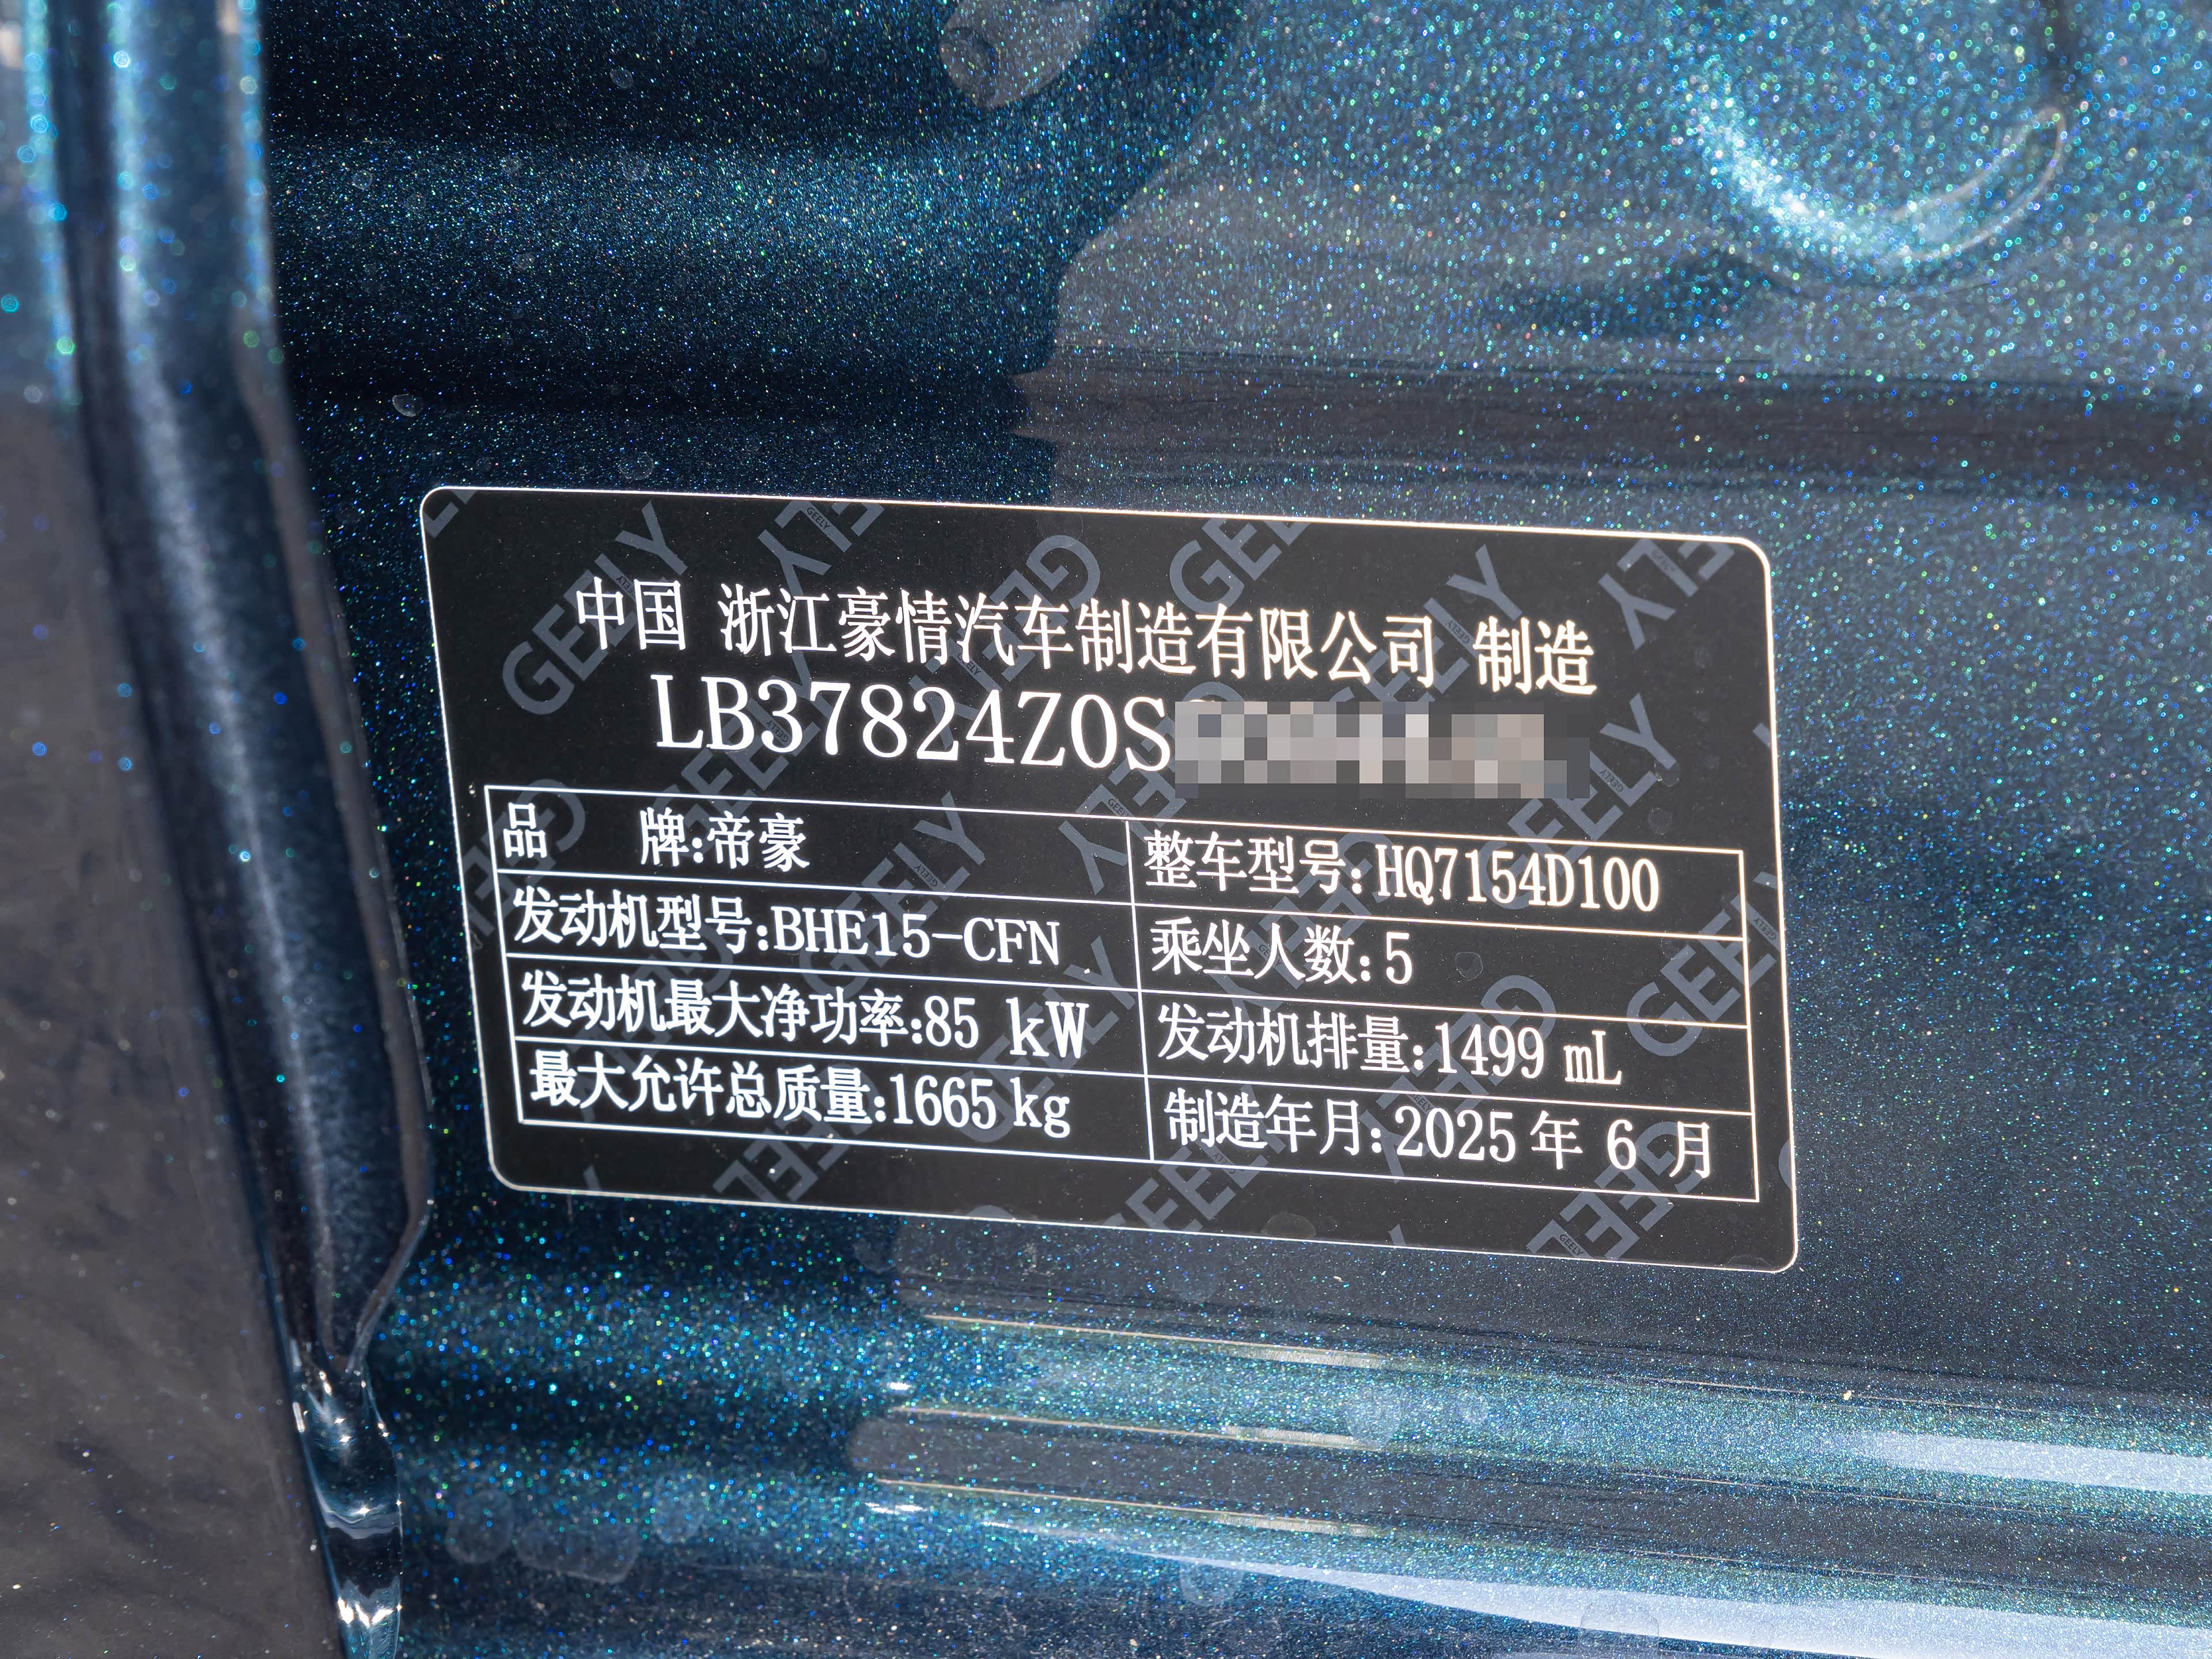 中国 浙江豪情汽车制造有限公司 制造
LB37824Z0S
品 牌:帝豪 整车型号:HQ7154D100
发动机型号:BHE15-CFN 乘坐人数:5
发动机最大净功率:85 kW 发动机排量:1499 mL
最大允许总质量:1665 kg 制造年月:2025 年 6 月
GEELY